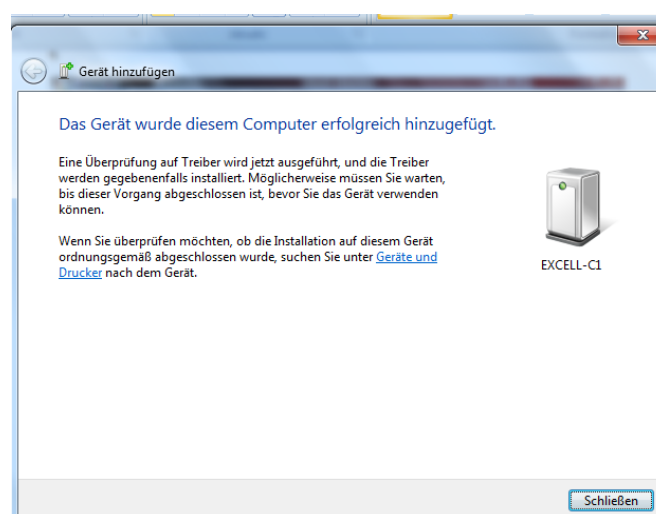 Gerät hinzufügen
Das Gerät wurde diesem Computer erfolgreich hinzugefügt.
Eine Überprüfung auf Treiber wird jetzt ausgeführt, und die Treiber
werden gegebenenfalls installiert. Möglicherweise müssen Sie warten,
bis dieser Vorgang abgeschlossen ist, bevor Sie das Gerät verwenden
können.
Wenn Sie überprüfen möchten, ob die Installation auf diesem Gerät
ordnungsgemäß abgeschlossen wurde, suchen Sie unter Geräte und
Drucker nach dem Gerät.
EXCELL-C1
Schließen